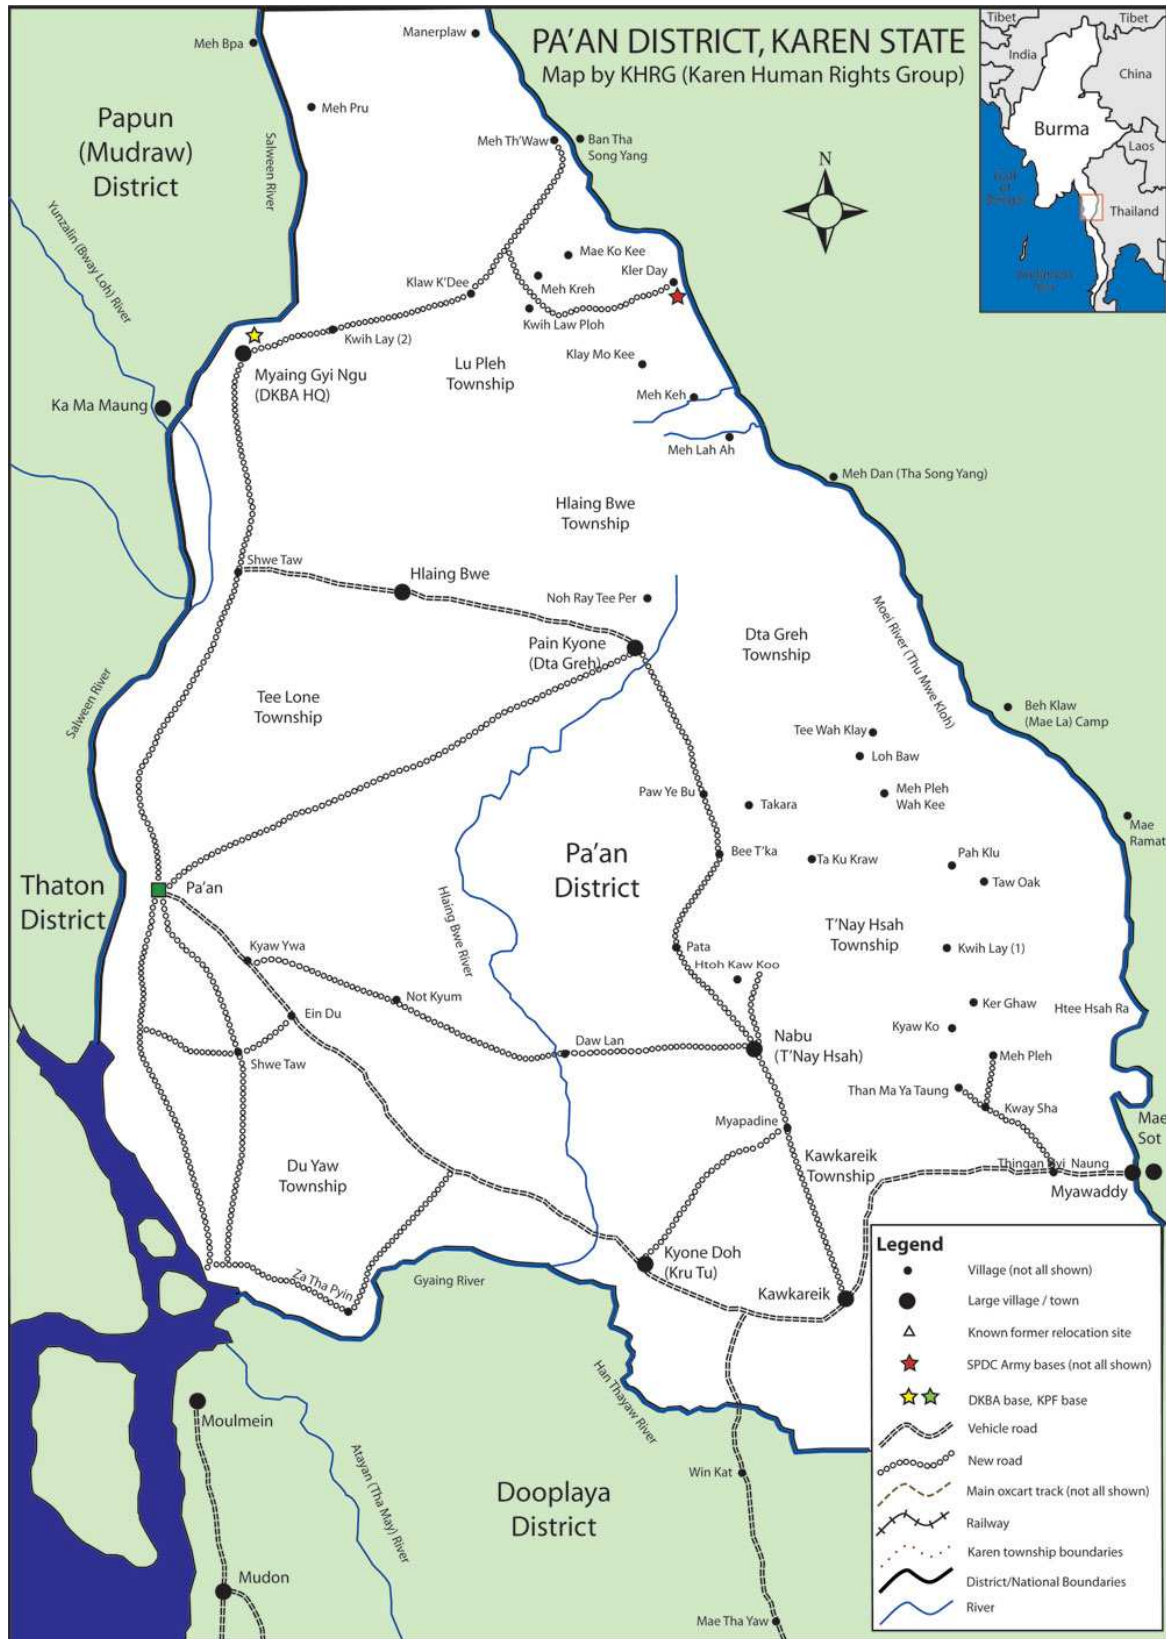 PA'AN DISTRICT, KAREN STATE
Map by KHRG (Karen Human Rights Group)
Tibet
Tibet
India
China
Burma
Laos
Thailand
N
Meh Bpa
Manerplaw
Meh Pru
Papun
(Mudraw)
District
Salween River
Meh Th'Waw
Ban Tha
Song Yang
Yunzalin (Bway Loh) River
Mae Ko Kee
Kler Day
Klaw K'Dee
Meh Kreh
Kwih Law Ploh
Kwih Lay (2)
Lu Pleh
Township
Klay Mo Kee
Myaing Gyi Ngu
(DKBA HQ)
Ka Ma Maung
Meh Keh
Meh Lah Ah
Meh Dan (Tha Song Yang)
Hlaing Bwe
Township
Shwe Taw
Hlaing Bwe
Noh Ray Tee Per
Moei River (Thu Mwe Kloh)
Pain Kyone
(Dta Greh)
Dta Greh
Township
Salween River
Tee Lone
Township
Beh Klaw
(Mae La) Camp
Tee Wah Klay
Loh Baw
Paw Ye Bu
Takara
Meh Pleh
Wah Kee
Mae
Ramat
Bee T'ka
Ta Ku Kraw
Pah Klu
Taw Oak
Pa'an
District
Thaton
District
Pa'an
Hlaing Bwe River
T'Nay Hsah
Township
Kyaw Ywa
Pata
Kwih Lay (1)
Htoh Kaw Koo
Not Kyum
Ein Du
Ker Ghaw
Htee Hsah Ra
Kyaw Ko
Daw Lan
Nabu
(T'Nay Hsah)
Shwe Taw
Meh Pleh
Than Ma Ya Taung
Kway Sha
Mae
Sot
Myapadine
Du Yaw
Township
Kawkareik
Township
Thingan Nyi Naung
Myawaddy
Kyone Doh
(Kru Tu)
Za Tha Pyin
Gyaing River
Kawkareik
Han Thayaw River
Moulmein
Atayan (Tha May) River
Win Kat
Dooplaya
District
Mudon
Mae Tha Yaw
Legend
Village (not all shown)
Large village / town
Known former relocation site
SPDC Army bases (not all shown)
DKBA base, KPF base
Vehicle road
New road
Main oxcart track (not all shown)
Railway
Karen township boundaries
District/National Boundaries
River